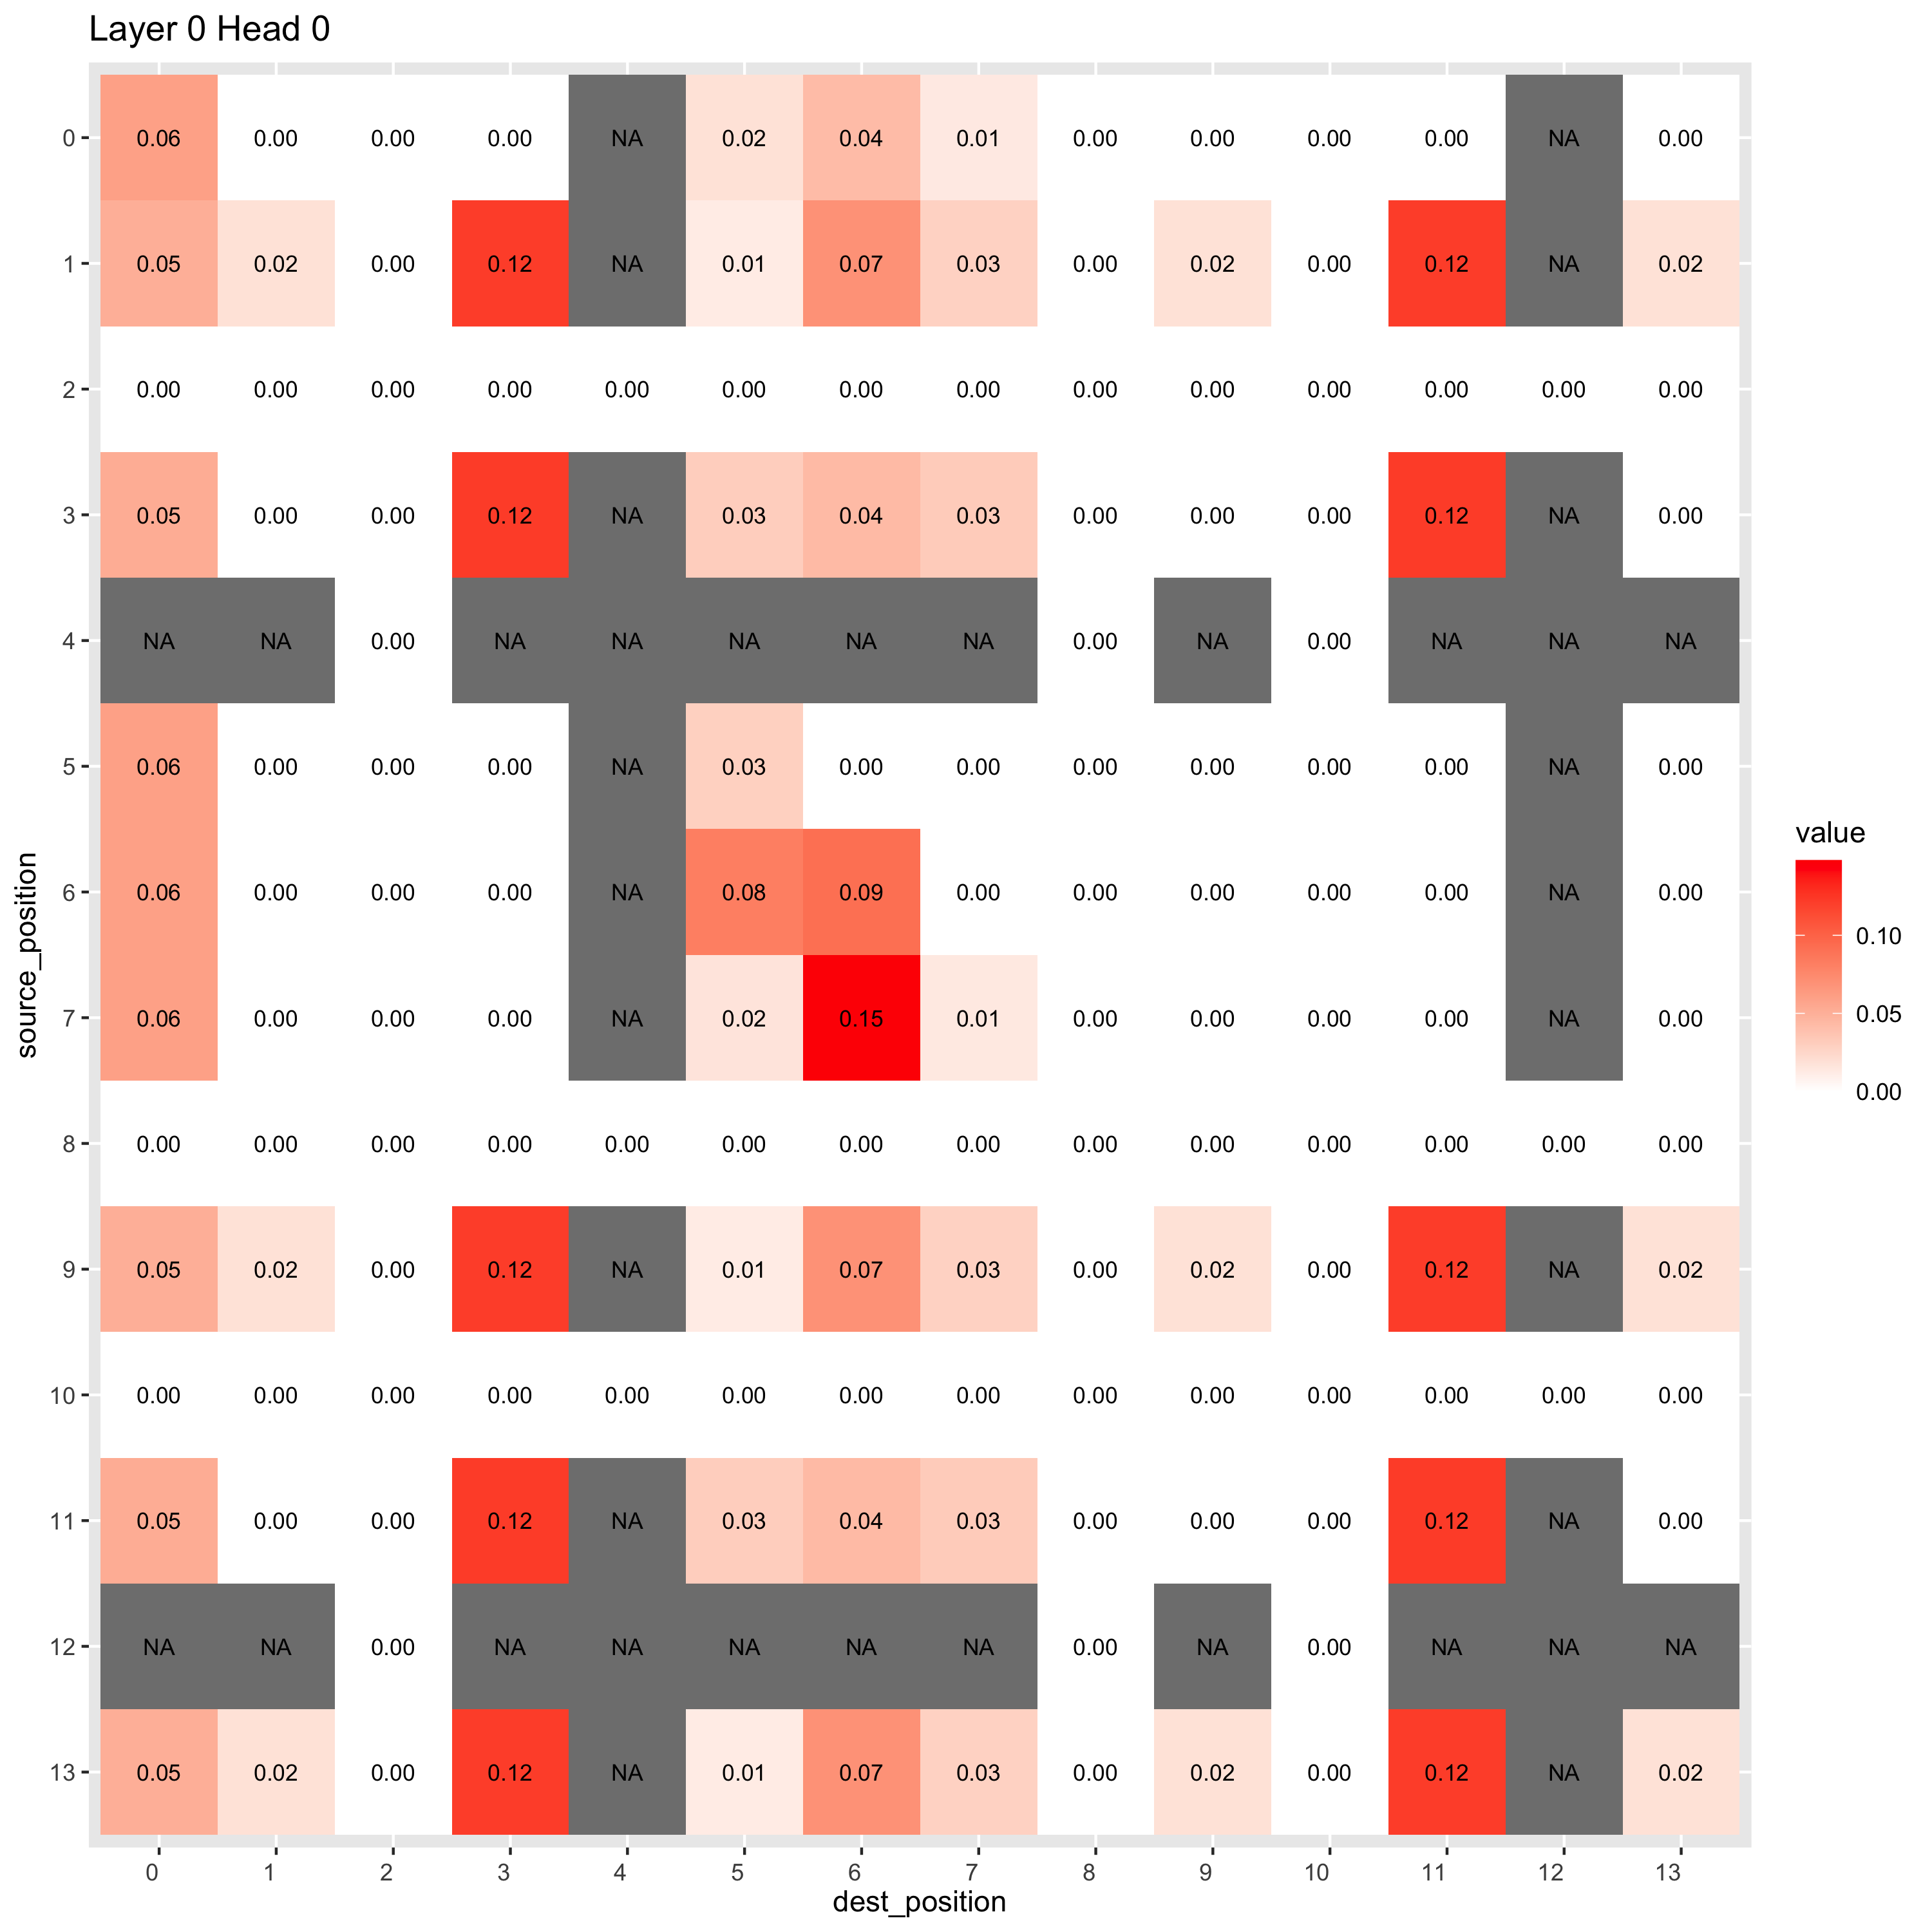 Layer 0 Head 0
0 0.06 0.00 0.00 0.00 NA 0.02 0.04 0.01 0.00 0.00 0.00 0.00 NA 0.00
1 0.05 0.02 0.00 0.12 NA 0.01 0.07 0.03 0.00 0.02 0.00 0.12 NA 0.02
2 0.00 0.00 0.00 0.00 0.00 0.00 0.00 0.00 0.00 0.00 0.00 0.00 0.00 0.00
3 0.05 0.00 0.00 0.12 NA 0.03 0.04 0.03 0.00 0.00 0.00 0.12 NA 0.00
4 NA NA 0.00 NA NA NA NA NA 0.00 NA 0.00 NA NA NA
5 0.06 0.00 0.00 0.00 NA 0.03 0.00 0.00 0.00 0.00 0.00 0.00 NA 0.00
6 0.06 0.00 0.00 0.00 NA 0.08 0.09 0.00 0.00 0.00 0.00 0.00 NA 0.00
7 0.06 0.00 0.00 0.00 NA 0.02 0.15 0.01 0.00 0.00 0.00 0.00 NA 0.00
8 0.00 0.00 0.00 0.00 0.00 0.00 0.00 0.00 0.00 0.00 0.00 0.00 0.00 0.00
9 0.05 0.02 0.00 0.12 NA 0.01 0.07 0.03 0.00 0.02 0.00 0.12 NA 0.02
10 0.00 0.00 0.00 0.00 0.00 0.00 0.00 0.00 0.00 0.00 0.00 0.00 0.00 0.00
11 0.05 0.00 0.00 0.12 NA 0.03 0.04 0.03 0.00 0.00 0.00 0.12 NA 0.00
12 NA NA 0.00 NA NA NA NA NA 0.00 NA 0.00 NA NA NA
13 0.05 0.02 0.00 0.12 NA 0.01 0.07 0.03 0.00 0.02 0.00 0.12 NA 0.02
0 1 2 3 4 5 6 7 8 9 10 11 12 13
dest_position
source_position
value
0.10
0.05
0.00